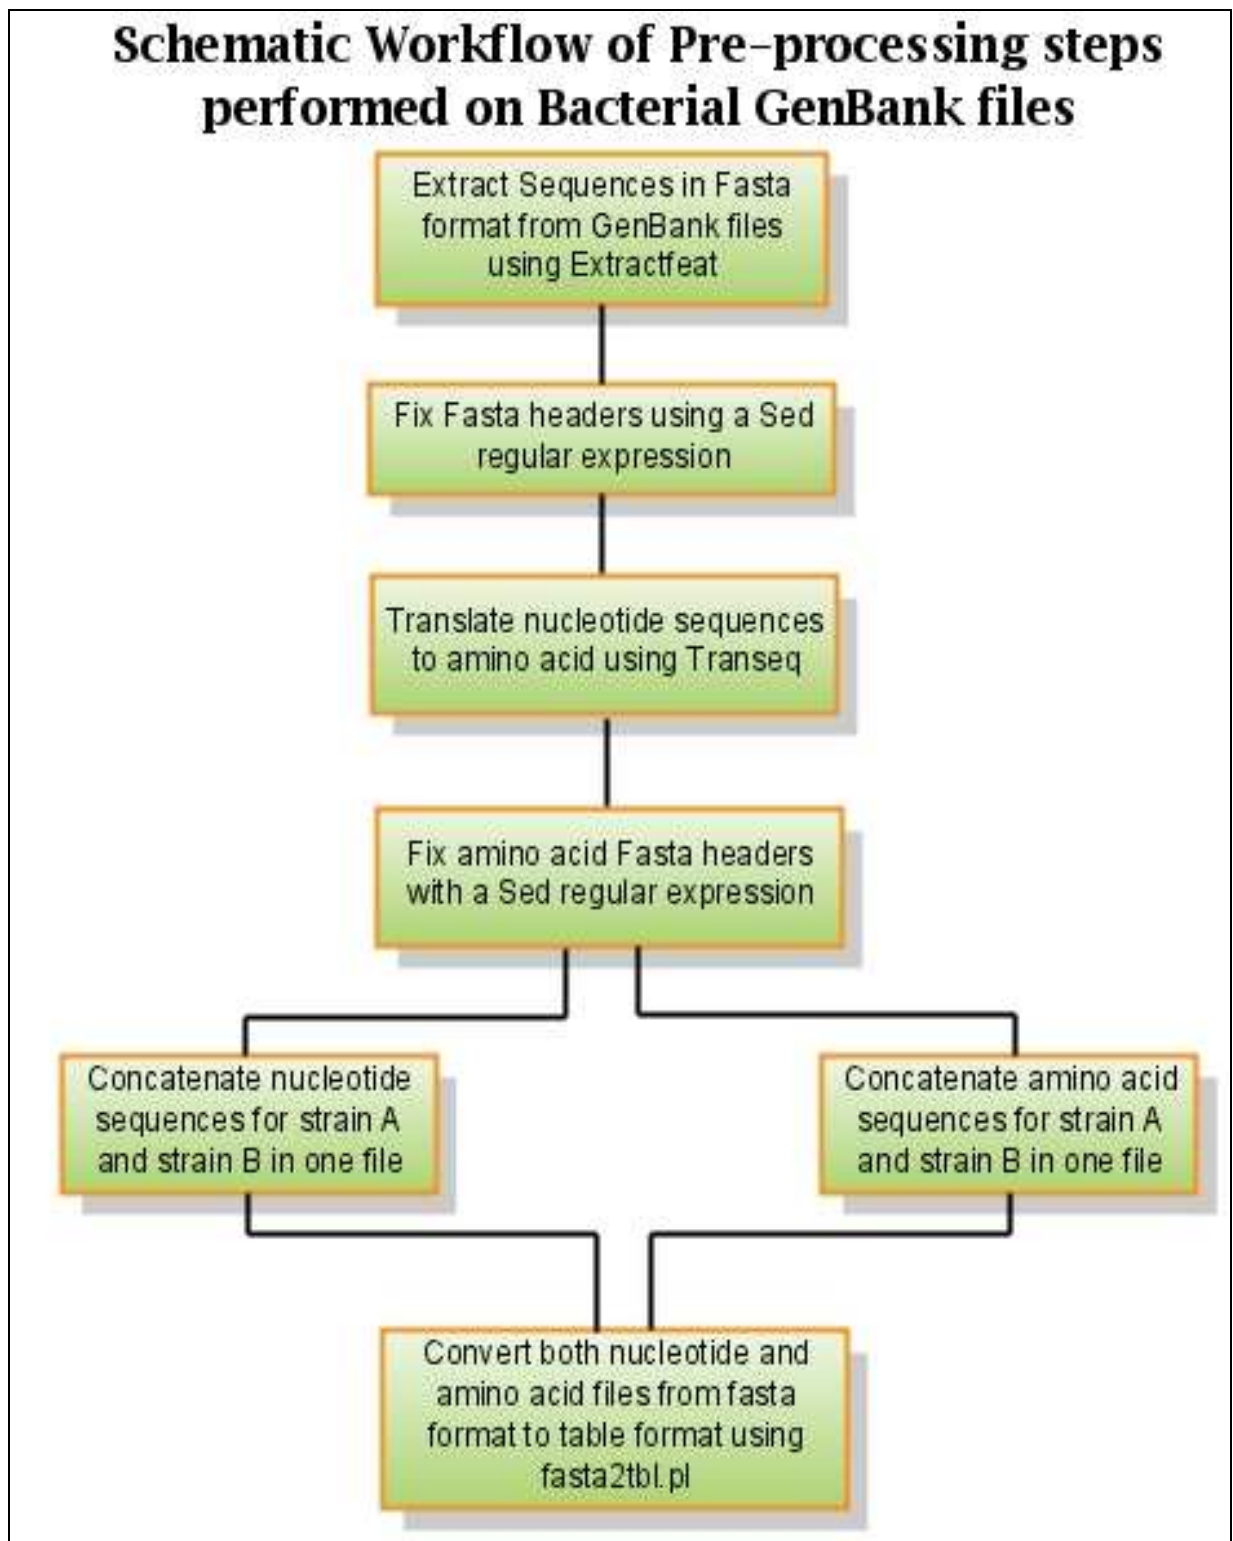 Schematic Workflow of Pre-processing steps
performed on Bacterial GenBank files
Extract Sequences in Fasta
format from GenBank files
using Extractfeat
Fix Fasta headers using a Sed
regular expression
Translate nucleotide sequences
to amino acid using Transeq
Fix amino acid Fasta headers
with a Sed regular expression
Concatenate nucleotide
sequences for strain A
and strain B in one file
Concatenate amino acid
sequences for strain A
and strain B in one file
Convert both nucleotide and
amino acid files from fasta
format to table format using
fasta2tbl.pl